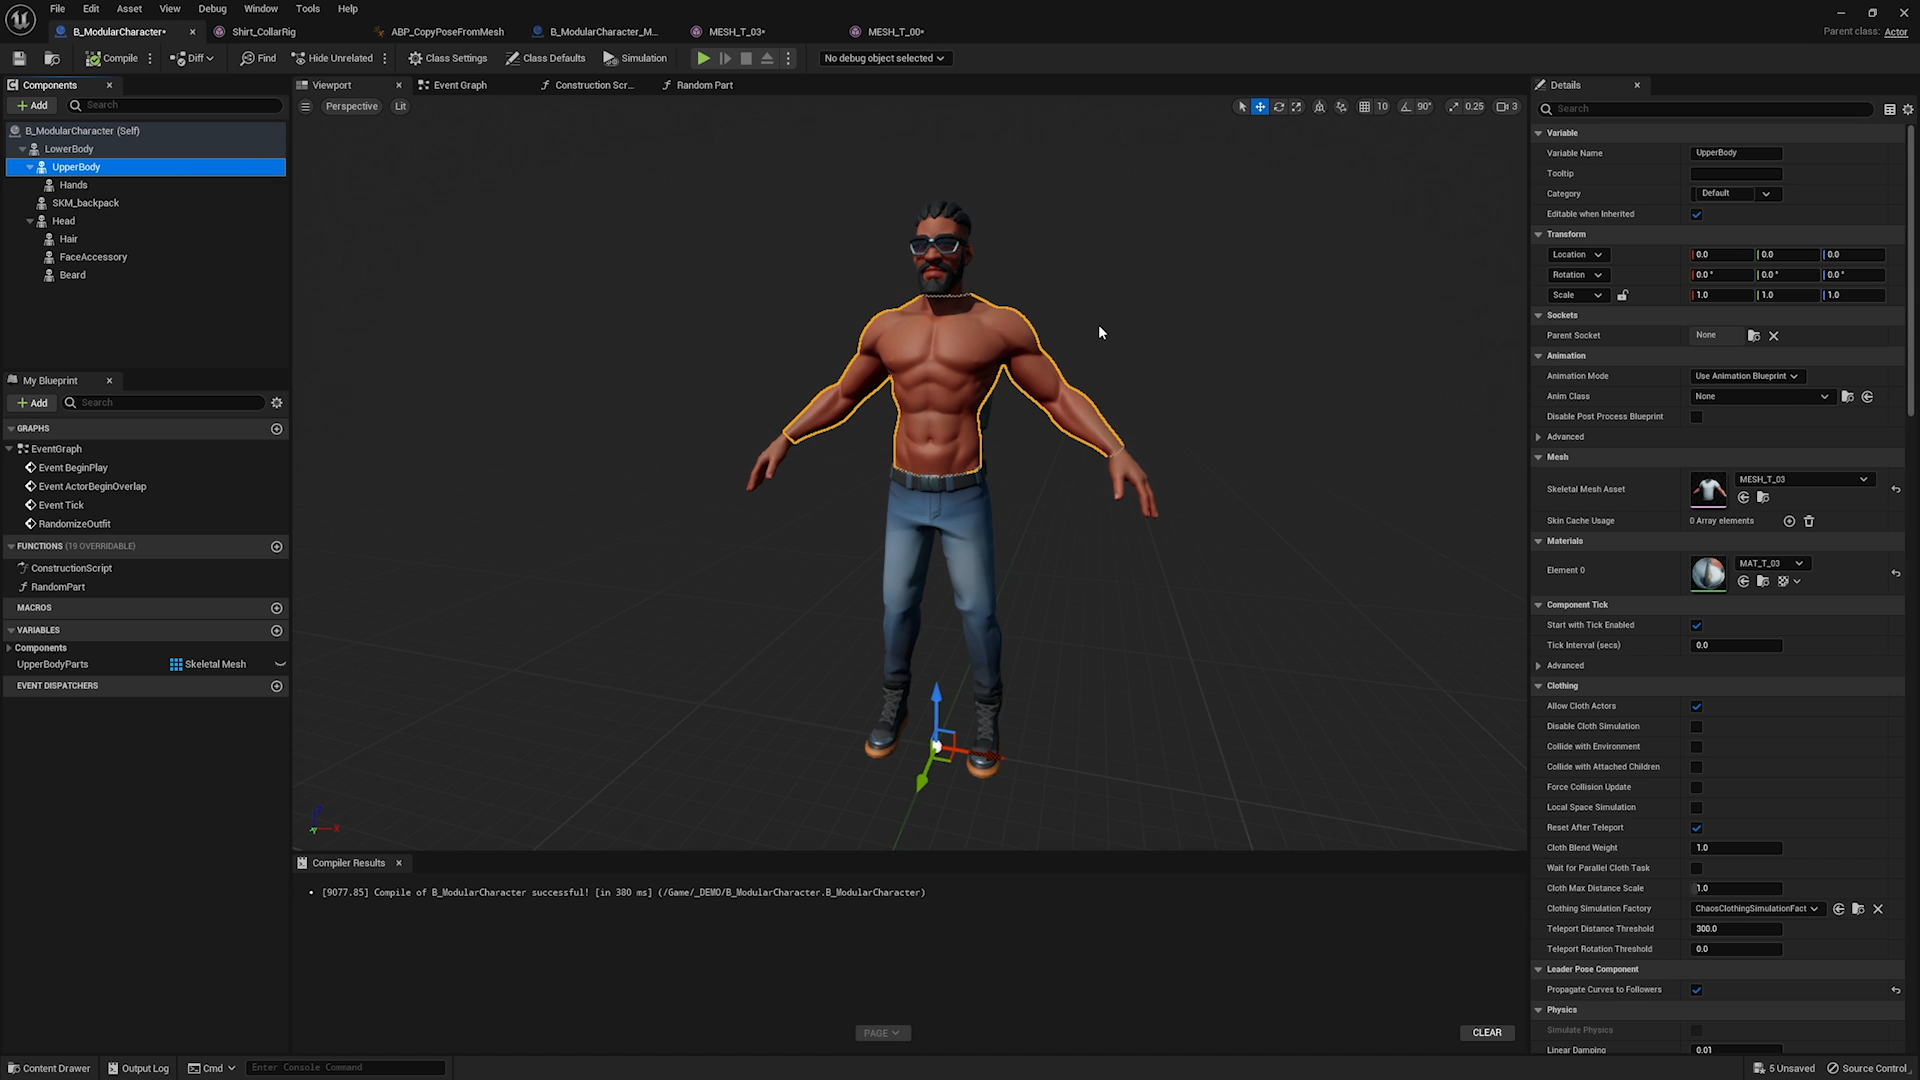 File Edit Asset View Debug Window Tools Help
B_ModularCharacter* Shirt_CollarRig ABP_CopyPoseFromMesh B_ModularCharacter_M... MESH_T_03* MESH_T_00*
Parent class: Actor
Compile Diff Find Hide Unrelated Class Settings Class Defaults Simulation No debug object selected
Components
Add Search
B_ModularCharacter (Self)
LowerBody
UpperBody
Hands
SKM_backpack
Head
Hair
FaceAccessory
Beard
My Blueprint
Add Search
GRAPHS
EventGraph
Event BeginPlay
Event ActorBeginOverlap
Event Tick
RandomizeOutfit
FUNCTIONS (19 OVERRIDABLE)
ConstructionScript
RandomPart
MACROS
VARIABLES
Components
UpperBodyParts Skeletal Mesh
EVENT DISPATCHERS
Viewport Event Graph Construction Scr... Random Part
Perspective Lit
10 90° 0.25 3
X
Compiler Results
[9077.85] Compile of B_ModularCharacter successful! [in 380 ms] (/Game/_DEMO/B_ModularCharacter.B_ModularCharacter)
PAGE
CLEAR
Details
Search
Variable
Variable Name UpperBody
Tooltip
Category Default
Editable when Inherited
Transform
Location 0.0 0.0 0.0
Rotation 0.0° 0.0° 0.0°
Scale 1.0 1.0 1.0
Sockets
Parent Socket None
Animation
Animation Mode Use Animation Blueprint
Anim Class None
Disable Post Process Blueprint
Advanced
Mesh
Skeletal Mesh Asset MESH_T_03
Skin Cache Usage 0 Array elements
Materials
Element 0 MAT_T_03
Component Tick
Start with Tick Enabled
Tick Interval (secs) 0.0
Advanced
Clothing
Allow Cloth Actors
Disable Cloth Simulation
Collide with Environment
Collide with Attached Children
Force Collision Update
Local Space Simulation
Reset After Teleport
Cloth Blend Weight 1.0
Wait for Parallel Cloth Task
Cloth Max Distance Scale 1.0
Clothing Simulation Factory ChaosClothingSimulationFact
Teleport Distance Threshold 300.0
Teleport Rotation Threshold 0.0
Leader Pose Component
Propagate Curves to Followers
Physics
Simulate Physics
Linear Damping 0.01
Content Drawer Output Log Cmd Enter Console Command 5 Unsaved Source Control